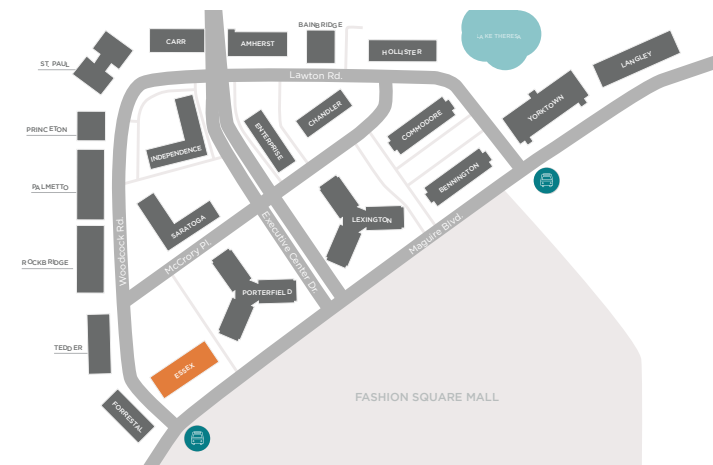 BAINBRIDGE
CARR
AMHERST
HOLLISTER
LAKE THERESA
LANGLEY
ST. PAUL
Lawton Rd.
YORKTOWN
CHANDLER
COMMODORE
PRINCETON
ENTERPRISE
INDEPENDENCE
BENNINGTON
PALMETTO
LEXINGTON
SARATOGA
Maguire Blvd.
Woodcock Rd.
McCrory Pl.
Executive Center Dr.
ROCKBRIDGE
PORTERFIELD
TEDDER
ESSEX
FASHION SQUARE MALL
FORRESTAL